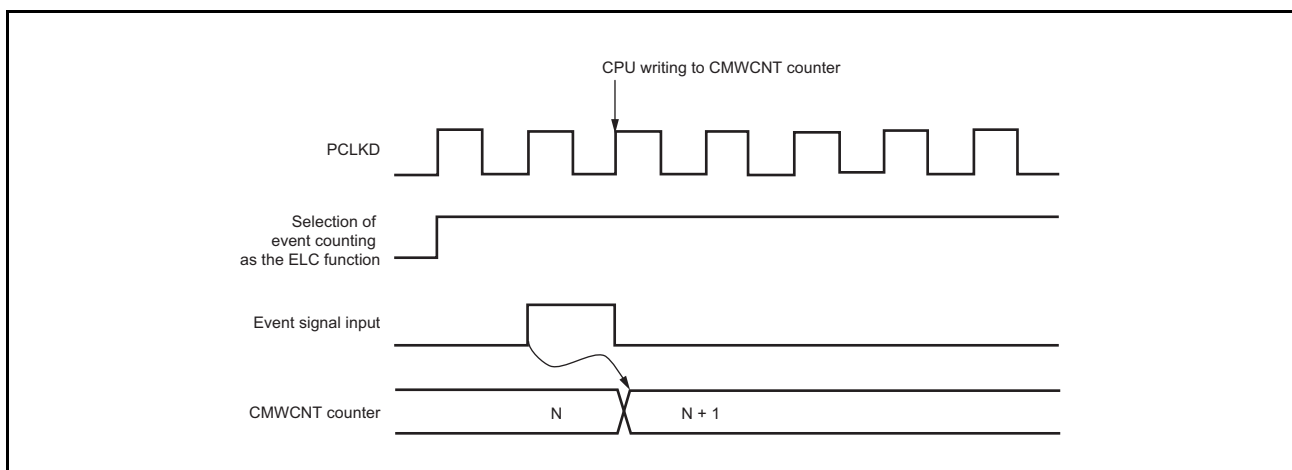 CPU writing to CMWCNT counter
PCLKD
Selection of
event counting
as the ELC function
Event signal input
CMWCNT counter
N
N + 1